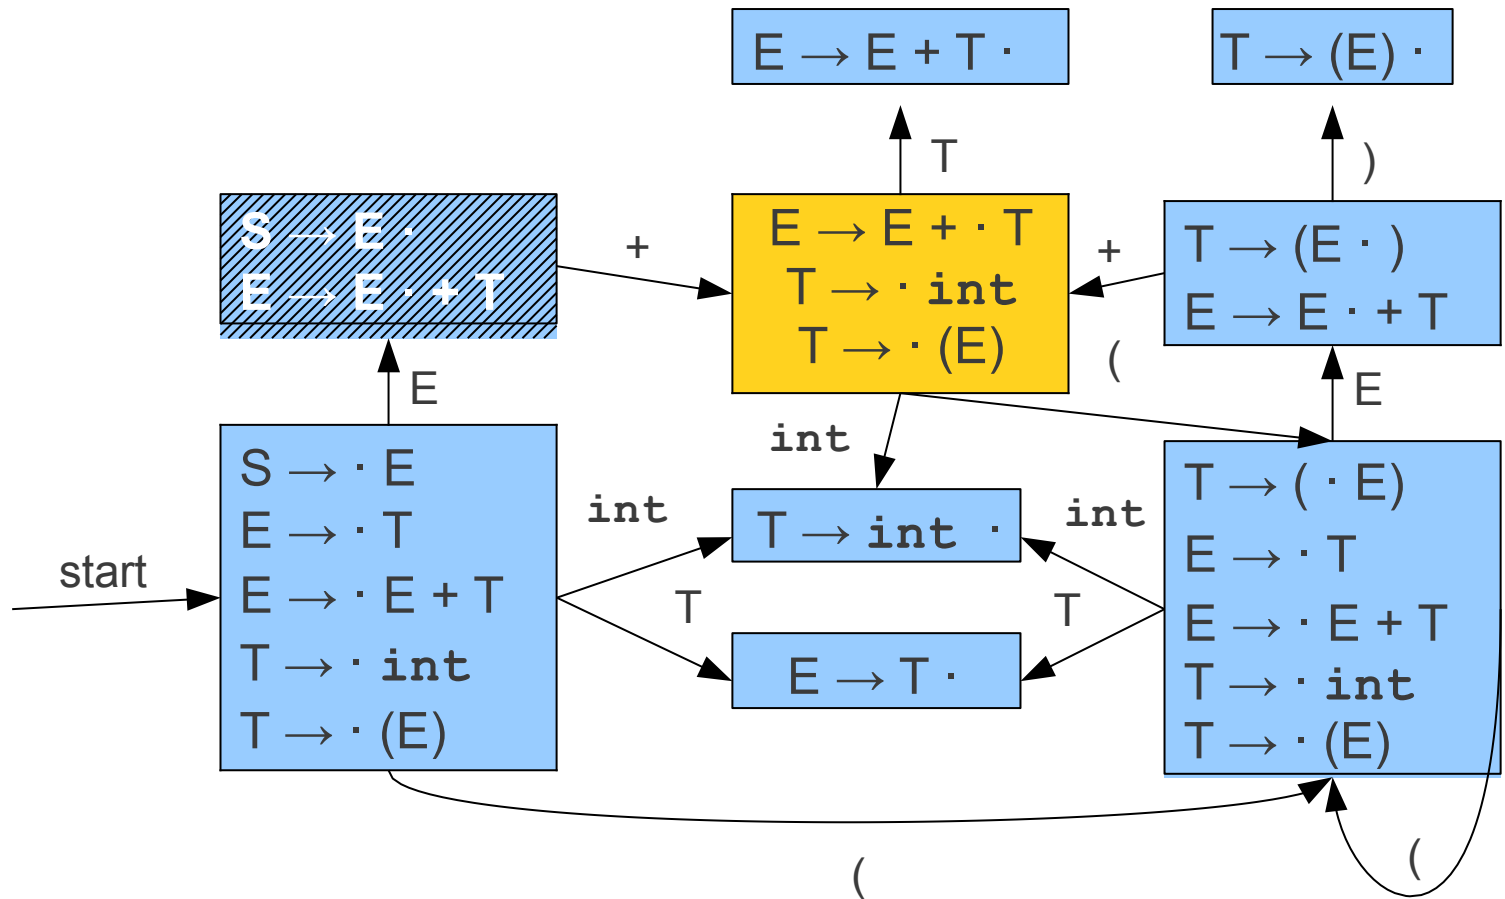 E → E + T ·
T → (E) ·
T
)
S → E ·
E → E · + T
+
E → E + · T
T → · int
T → · (E)
+
T → (E · )
E → E · + T
(
E
E
int
S → · E
E → · T
E → · E + T
T → · int
T → · (E)
int
T → int ·
int
T → ( · E)
E → · T
E → · E + T
T → · int
T → · (E)
start
T
T
E → T ·
(
(